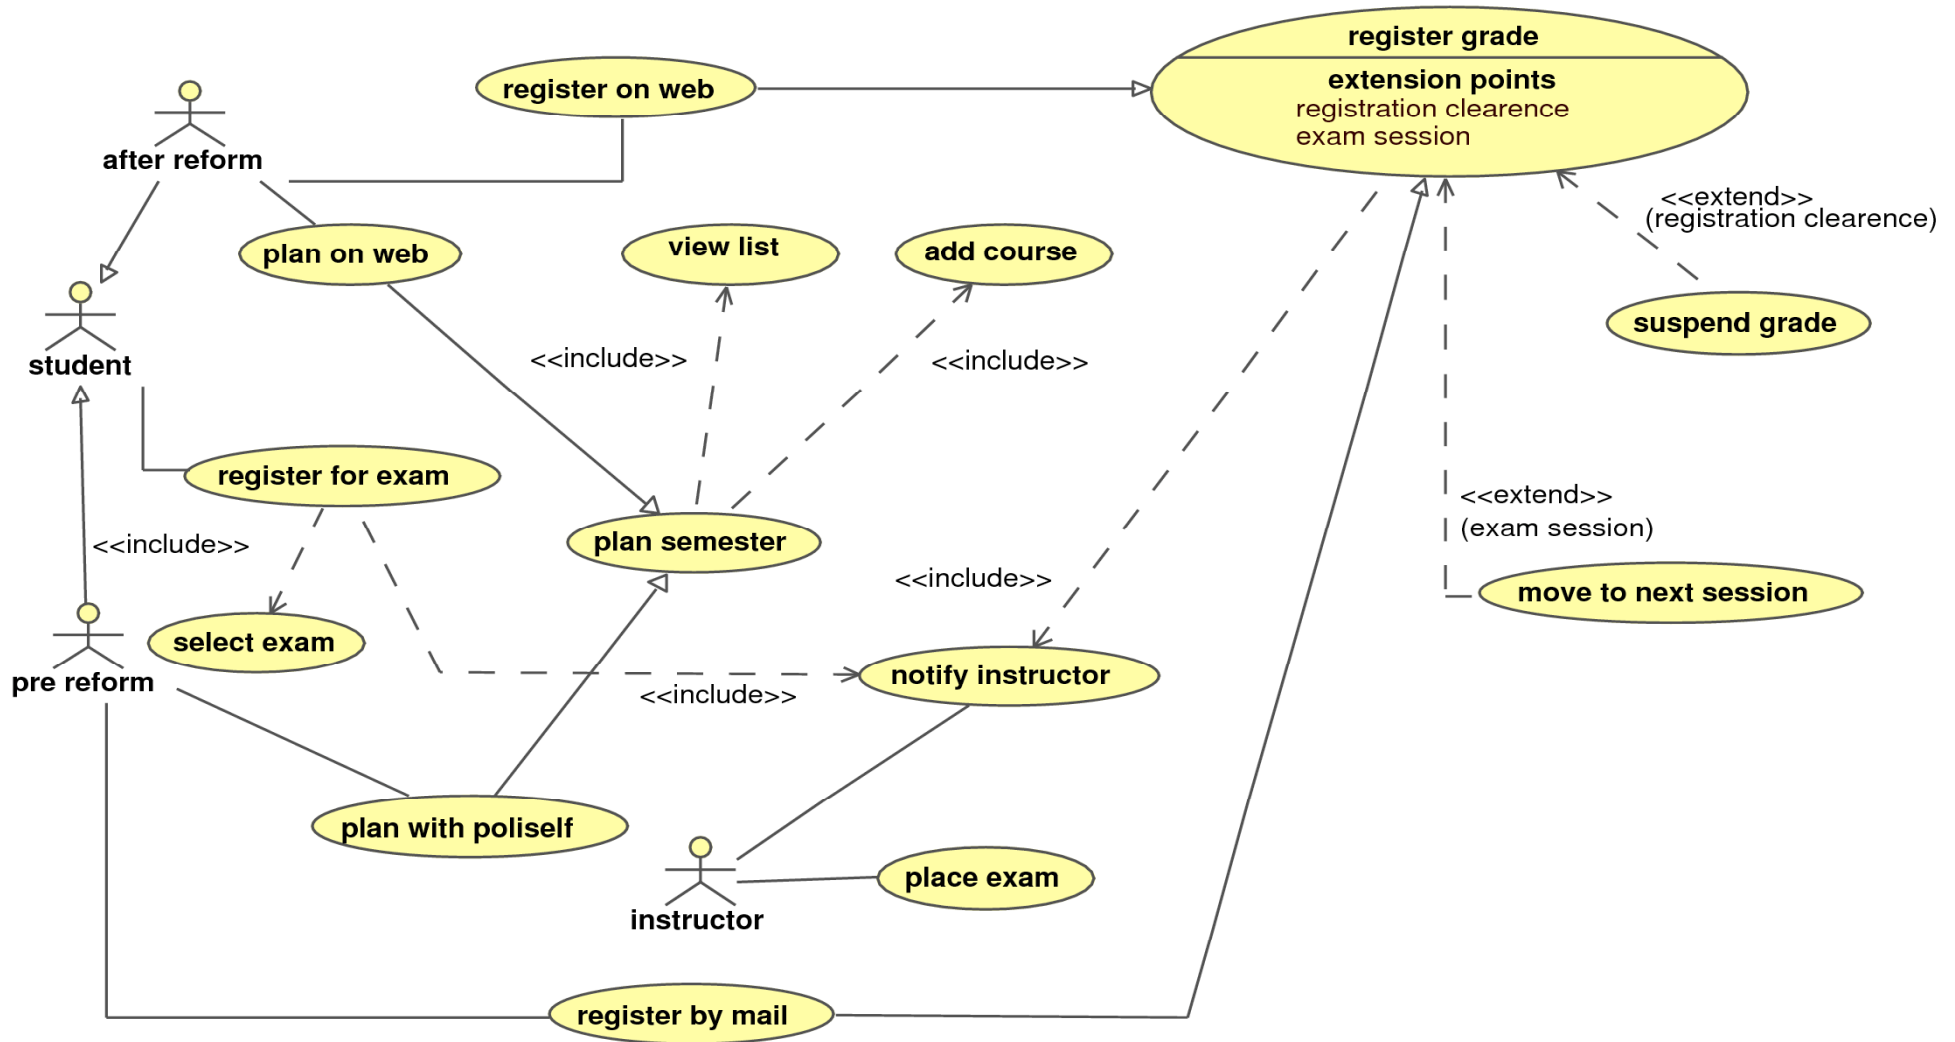 register grade
register on web
extension points
registration clearence
exam session
after reform
<<extend>>
(registration clearence)
plan on web
view list
add course
suspend grade
student
<<include>>
<<include>>
register for exam
<<extend>>
(exam session)
<<include>>
plan semester
<<include>>
move to next session
select exam
pre reform
notify instructor
<<include>>
plan with poliself
place exam
instructor
register by mail